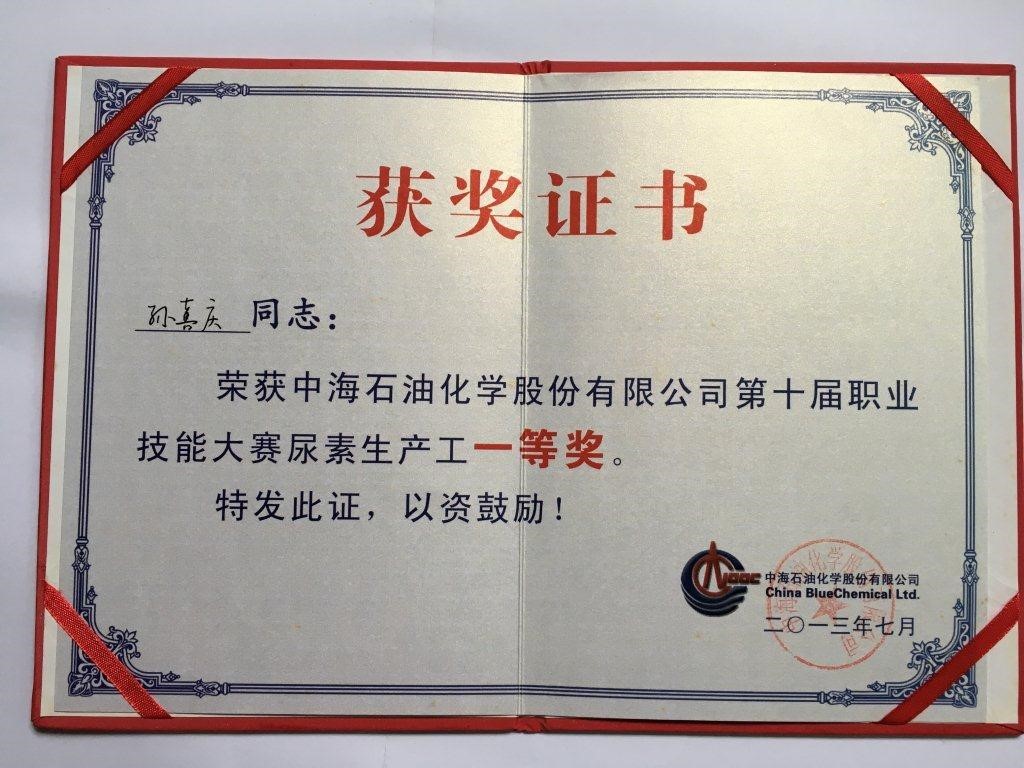 获奖证书
孙喜庆 同志：
荣获中海石油化学股份有限公司第十届职业
技能大赛尿素生产工一等奖。
特发此证，以资鼓励！
CNOOC
中海石油化学股份有限公司
China BlueChemical Ltd.
二〇一三年七月